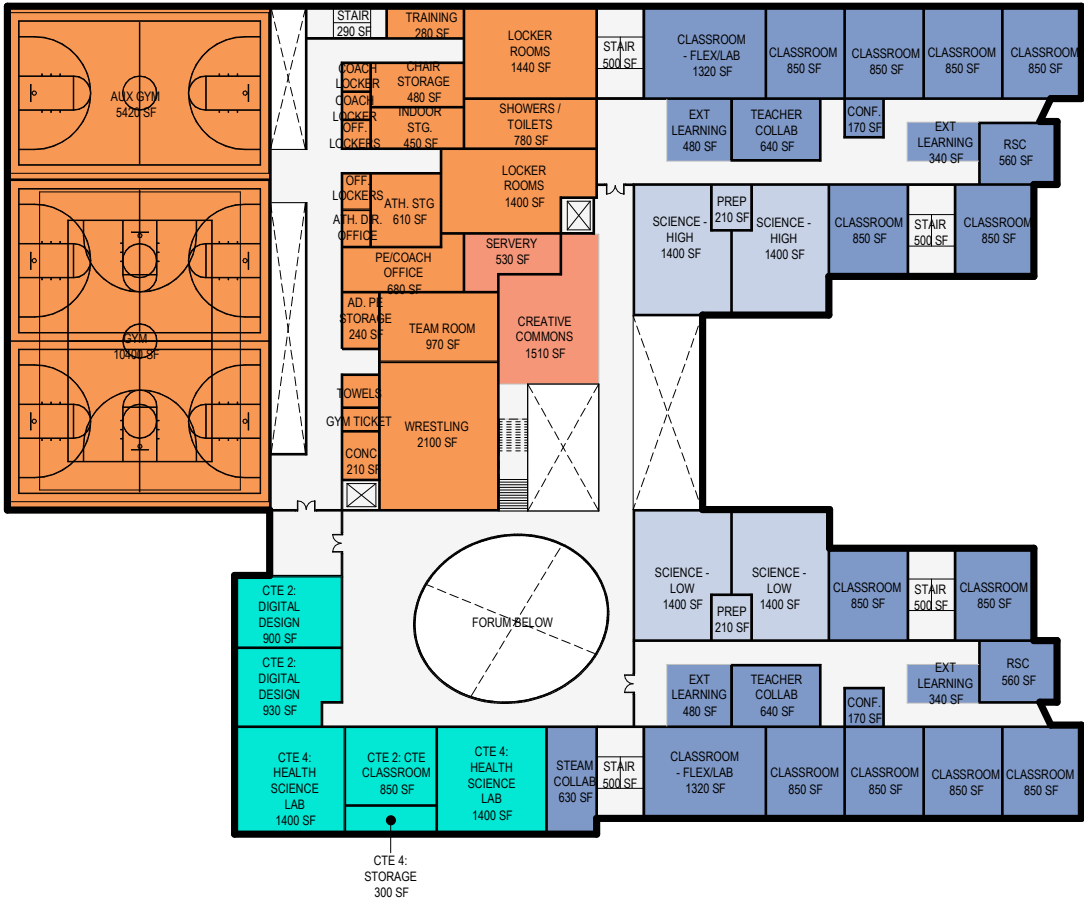 STAIR
290 SF
TRAINING
280 SF
LOCKER
ROOMS
1440 SF
STAIR
500 SF
CLASSROOM
- FLEX/LAB
1320 SF
CLASSROOM
850 SF
CLASSROOM
850 SF
CLASSROOM
850 SF
CLASSROOM
850 SF
AUX GYM
5420 SF
COACH
LOCKER
CHAIR
STORAGE
480 SF
COACH
LOCKER
OFF.
LOCKERS
INDOOR
STG.
450 SF
SHOWERS /
TOILETS
780 SF
EXT
LEARNING
480 SF
TEACHER
COLLAB
640 SF
CONF.
170 SF
EXT
LEARNING
340 SF
RSC
560 SF
LOCKER
ROOMS
1400 SF
OFF.
LOCKERS
ATH. STG
610 SF
ATH. DIR.
OFFICE
SCIENCE -
HIGH
1400 SF
PREP
210 SF
SCIENCE -
HIGH
1400 SF
CLASSROOM
850 SF
STAIR
500 SF
CLASSROOM
850 SF
SERVERY
530 SF
PE/COACH
OFFICE
680 SF
AD. PE
STORAGE
240 SF
TEAM ROOM
970 SF
CREATIVE
COMMONS
1510 SF
GYM
10400 SF
TOWELS
GYM TICKET
CONC
210 SF
WRESTLING
2100 SF
SCIENCE -
LOW
1400 SF
PREP
210 SF
SCIENCE -
LOW
1400 SF
CLASSROOM
850 SF
STAIR
500 SF
CLASSROOM
850 SF
CTE 2:
DIGITAL
DESIGN
900 SF
FORUM BELOW
CTE 2:
DIGITAL
DESIGN
930 SF
EXT
LEARNING
480 SF
TEACHER
COLLAB
640 SF
CONF.
170 SF
EXT
LEARNING
340 SF
RSC
560 SF
CTE 4:
HEALTH
SCIENCE
LAB
1400 SF
CTE 2: CTE
CLASSROOM
850 SF
CTE 4:
HEALTH
SCIENCE
LAB
1400 SF
STEAM
COLLAB
630 SF
STAIR
500 SF
CLASSROOM
- FLEX/LAB
1320 SF
CLASSROOM
850 SF
CLASSROOM
850 SF
CLASSROOM
850 SF
CLASSROOM
850 SF
CTE 4:
STORAGE
300 SF